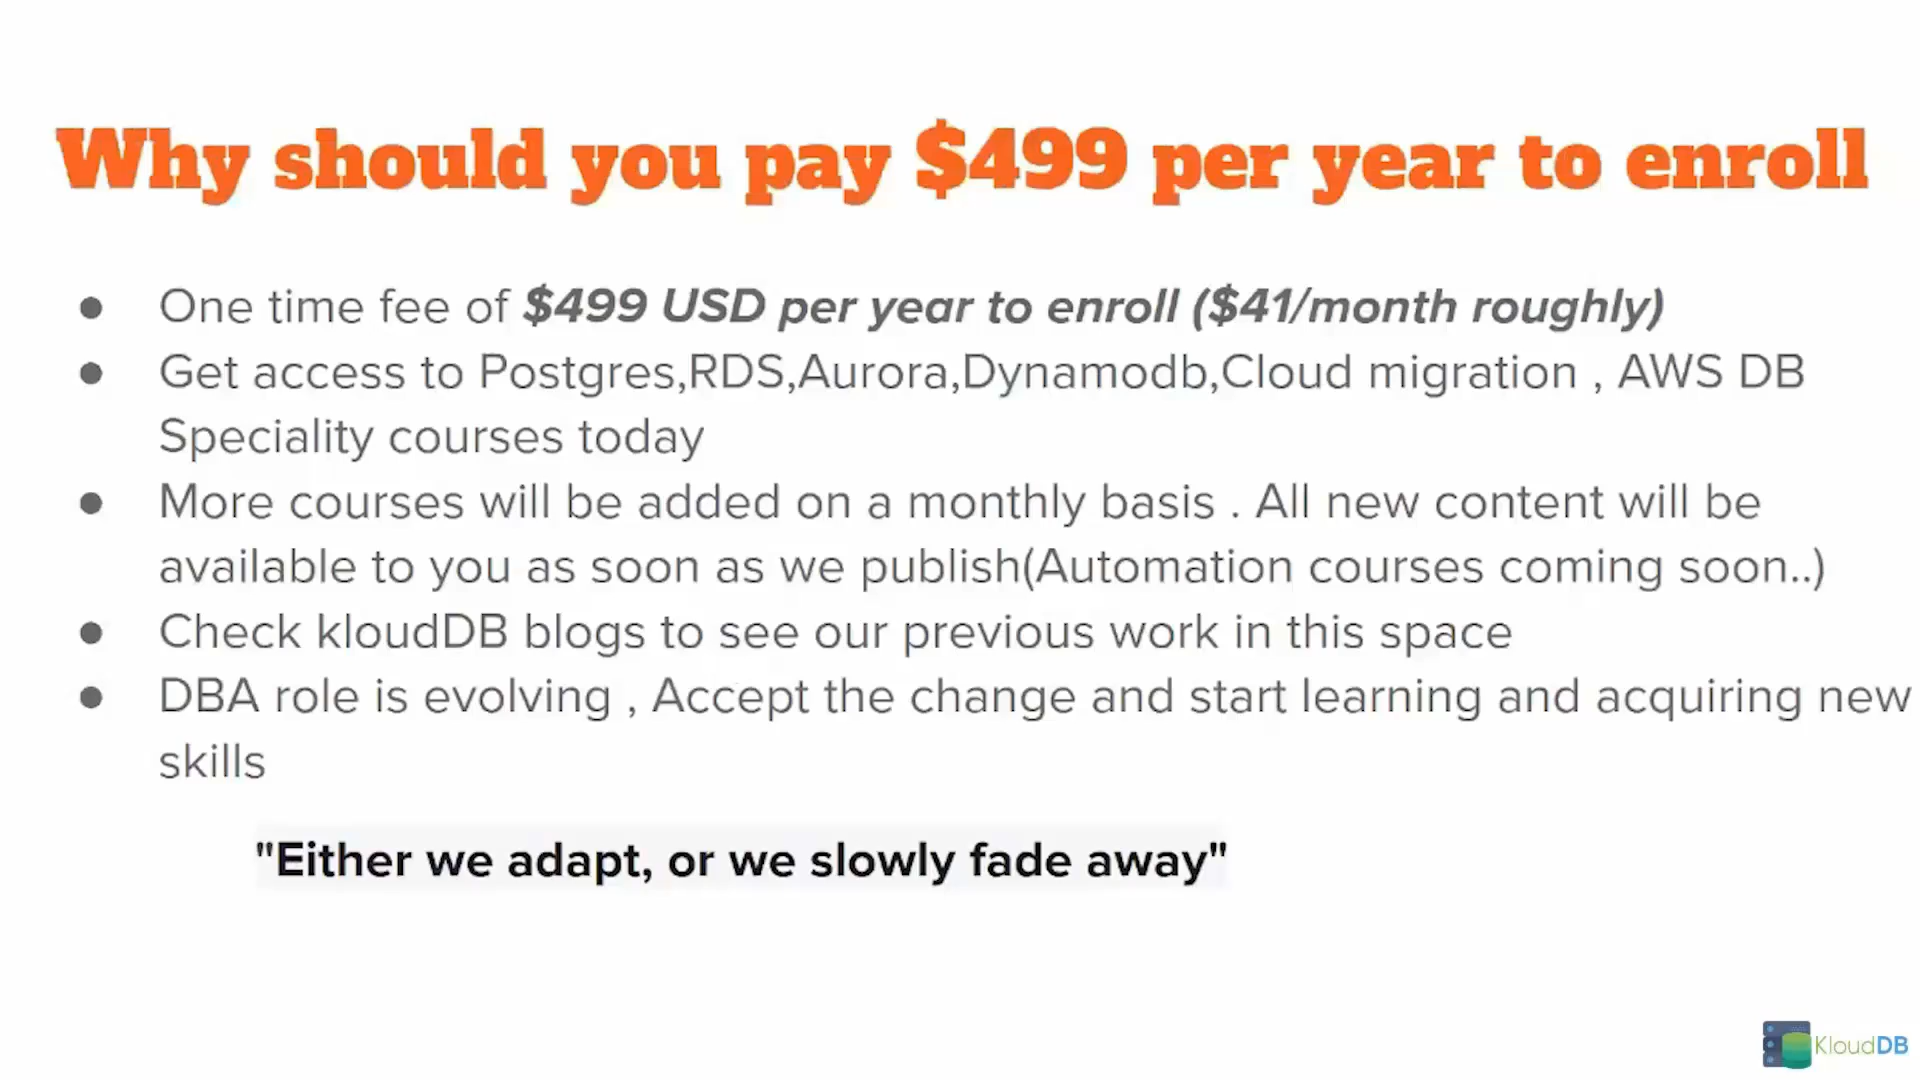 Why should you pay $499 per year to enroll
One time fee of $499 USD per year to enroll ($41/month roughly)
Get access to Postgres,RDS,Aurora,Dynamodb,Cloud migration , AWS DB
Speciality courses today
More courses will be added on a monthly basis . All new content will be
available to you as soon as we publish(Automation courses coming soon..)
Check kloudDB blogs to see our previous work in this space
DBA role is evolving , Accept the change and start learning and acquiring new
skills
"Either we adapt, or we slowly fade away"
KloudDB